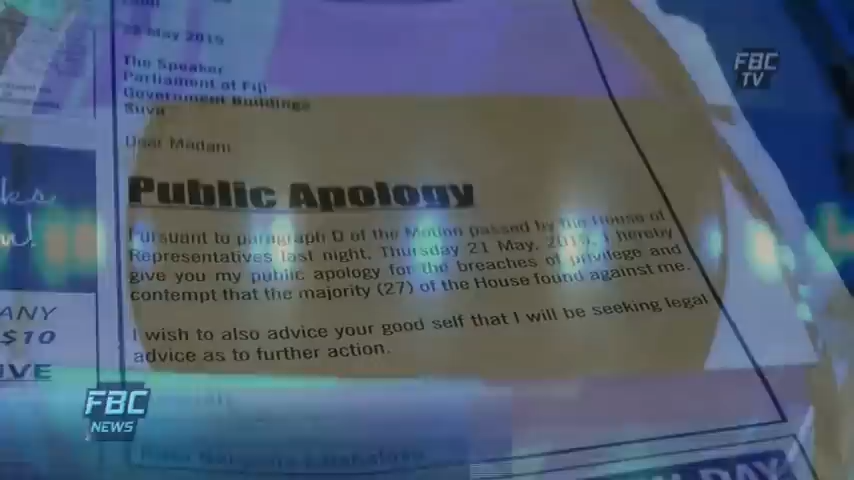 May 2015
FBC
TV
The Speaker
Parliament of Fiji
Government Buildings
Suva
Dear Madam
Public Apology
Pursuant to paragraph D of the Motion passed by the House of
Representatives last night, Thursday 21 May, 2015, I hereby
give you my public apology for the breaches of privilege and
contempt that the majority (27) of the House found against me.
I wish to also advice your good self that I will be seeking legal
advice as to further action.
ANY
$10
IVE
FBC
NEWS
DAY